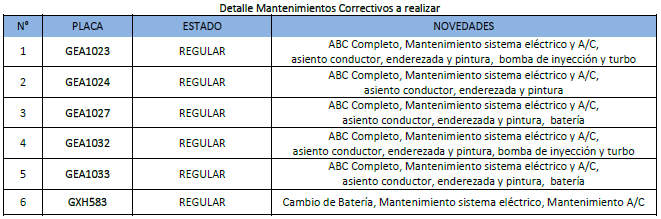 Detalle Mantenimientos Correctivos a realizar
N° PLACA ESTADO NOVEDADES
1 GEA1023 REGULAR ABC Completo, Mantenimiento sistema eléctrico y A/C,
asiento conductor, enderezada y pintura, bomba de inyección y turbo
2 GEA1024 REGULAR ABC Completo, Mantenimiento sistema eléctrico y A/C,
asiento conductor, enderezada y pintura
3 GEA1027 REGULAR ABC Completo, Mantenimiento sistema eléctrico y A/C,
asiento conductor, enderezada y pintura, batería
4 GEA1032 REGULAR ABC Completo, Mantenimiento sistema eléctrico y A/C,
asiento conductor, enderezada y pintura, bomba de inyección y turbo
5 GEA1033 REGULAR ABC Completo, Mantenimiento sistema eléctrico y A/C,
asiento conductor, enderezada y pintura, batería
6 GXH583 REGULAR Cambio de Batería, Mantenimiento sistema eléctrico, Mantenimiento A/C